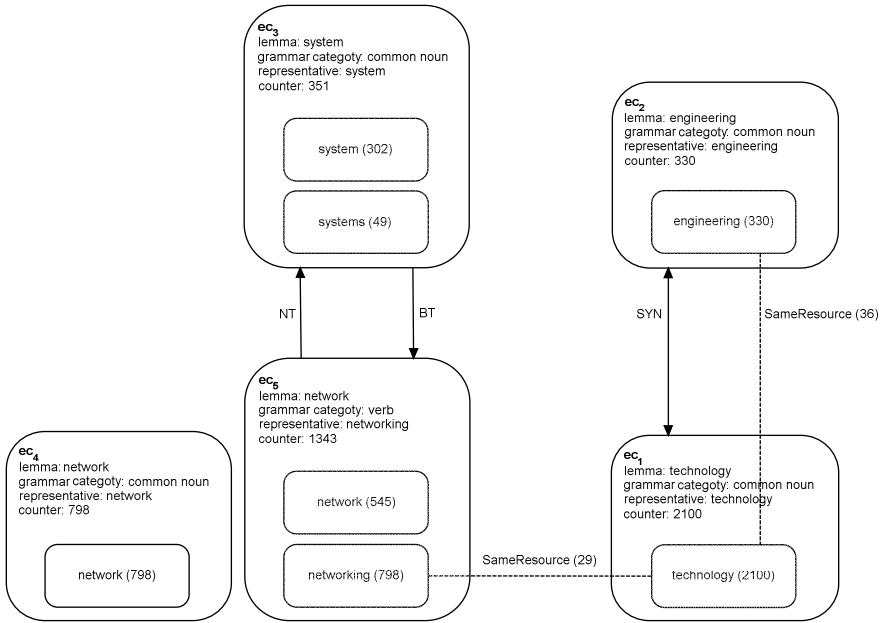 ec3
lemma: system
grammar categoty: common noun
representative: system
counter: 351
system (302)
systems (49)
ec2
lemma: engineering
grammar categoty: common noun
representative: engineering
counter: 330
engineering (330)
NT
BT
SYN
SameResource (36)
ec5
lemma: network
grammar categoty: verb
representative: networking
counter: 1343
network (545)
networking (798)
ec4
lemma: network
grammar categoty: common noun
representative: network
counter: 798
network (798)
SameResource (29)
ec1
lemma: technology
grammar categoty: common noun
representative: technology
counter: 2100
technology (2100)